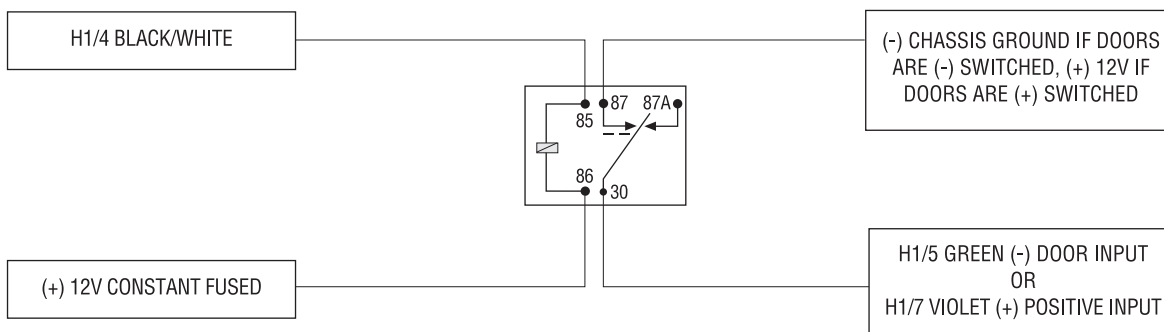 H1/4 BLACK/WHITE
(-) CHASSIS GROUND IF DOORS
ARE (-) SWITCHED, (+) 12V IF
DOORS ARE (+) SWITCHED
87 87A
85
86
30
(+) 12V CONSTANT FUSED
H1/5 GREEN (-) DOOR INPUT
OR
H1/7 VIOLET (+) POSITIVE INPUT